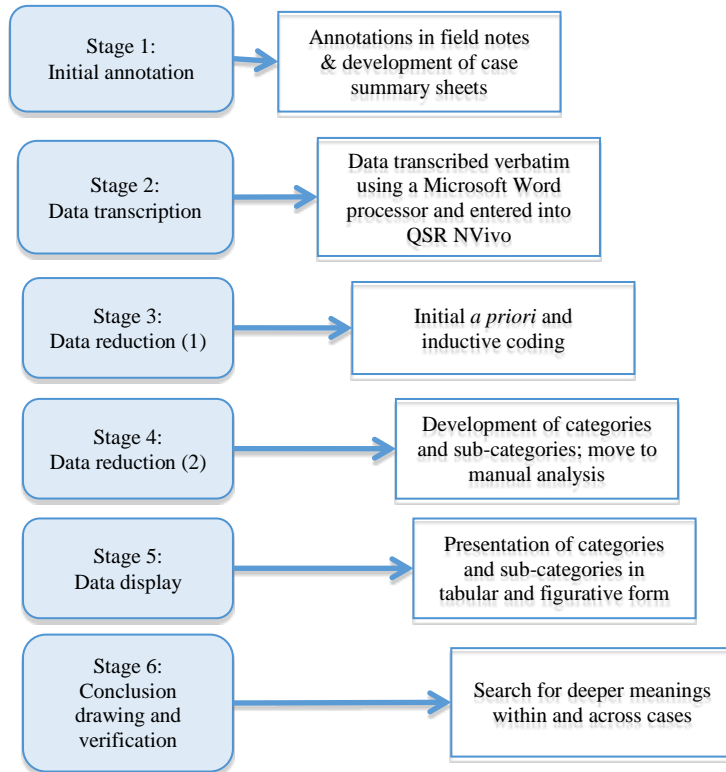 Stage 1:
Initial annotation
Annotations in field notes
& development of case
summary sheets
Stage 2:
Data transcription
Data transcribed verbatim
using a Microsoft Word
processor and entered into
QSR NVivo
Stage 3:
Data reduction (1)
Initial a priori and
inductive coding
Stage 4:
Data reduction (2)
Development of categories
and sub-categories; move to
manual analysis
Stage 5:
Data display
Presentation of categories
and sub-categories in
tabular and figurative form
Stage 6:
Conclusion
drawing and
verification
Search for deeper meanings
within and across cases